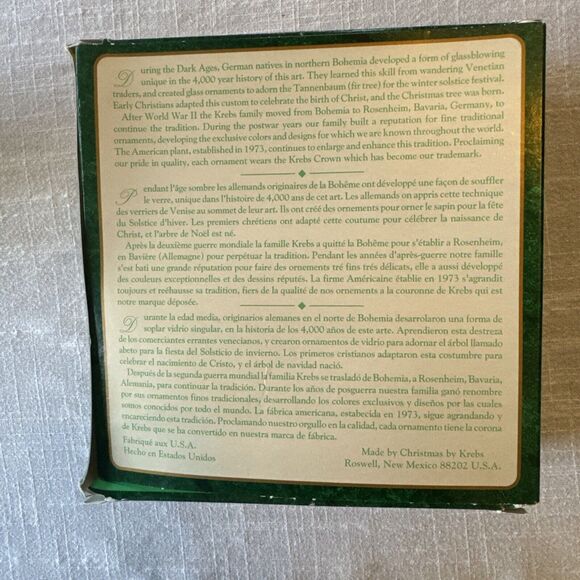 During the Dark Ages, German natives in northern Bohemia developed a form of glassblowing
unique in the 4,000 year history of this art. They learned this skill from wandering Venetian
traders, and created glass ornaments to adorn the Tannenbaum (fir tree) for the winter solstice festival.
Early Christians adapted this custom to celebrate the birth of Christ, and the Christmas tree was born.
After World War II the Krebs family moved from Bohemia to Rosenheim, Bavaria, Germany, to
continue the tradition. During the postwar years our family built a reputation for fine traditional
ornaments, developing the exclusive colors and designs for which we are known throughout the world.
The American plant, established in 1973, continues to enlarge and enhance this tradition. Proclaiming
our pride in quality, each ornament wears the Krebs Crown which has become our trademark.
Pendant l'âge sombre les allemands originaires de la Bohême ont développé une façon de souffler
le verre, unique dans l'histoire de 4,000 ans de cet art. Les allemands on appris cette technique
des verriers de Venise au sommet de leur art. Ils ont créé des ornements pour orner le sapin pour la fête
du Solstice d'hiver. Les premiers chrétiens ont adapté cette coutume pour célébrer la naissance de
Christ, et l'arbre de Noël est né.
Après la deuxième guerre mondiale la famille Krebs a quitté la Bohême pour s'établir a Rosenheim,
en Bavière (Allemagne) pour perpétuer la tradition. Pendant les années d'après-guerre notre famille
s'est bati une grande réputation pour faire des ornements tré fins trés délicats, elle a aussi développé
des couleurs exceptionnelles et des dessins réputés. La firme Américaine établie en 1973 s'agrandit
toujours et reéhausse sa tradition, fiers de la qualité de nos ornements a la couronne de Krebs qui est
notre marque déposée.
Durante la edad media, originarios alemanes en el norte de Bohemia desarrollaron una forma de
soplar vidrio singular, en la historia de los 4,000 años de este arte. Aprendieron esta destreza
de los comerciantes errantes venecianos, y crearon ornamentos de vidrio para adornar el árbol llamado
abeto para la fiesta del Solsticio de invierno. Los primeros cristianos adaptaron esta costumbre para
celebrar el nacimiento de Cristo, y el árbol de navidad nació.
Después de la segunda guerra mundial la familia Krebs se trasladó de Bohemia, a Rosenheim, Bavaria,
Alemania, para continuar la tradición. Durante los años de posguerra nuestra familia ganó renombre
por sus ornamentos finos tradicionales, desarrollando los colores exclusivos y diseños por las cuales
somos conocidos por todo el mundo. La fábrica americana, establecida en 1973, sigue agrandando y
encareciendo esta tradición. Proclamando nuestro orgullo en la calidad, cada ornamento tiene la corona
de Krebs que se ha convertido en nuestra marca de fábrica.
Fabriqué aux U.S.A.
Hecho en Estados Unidos
Made by Christmas by Krebs
Roswell, New Mexico 88202 U.S.A.